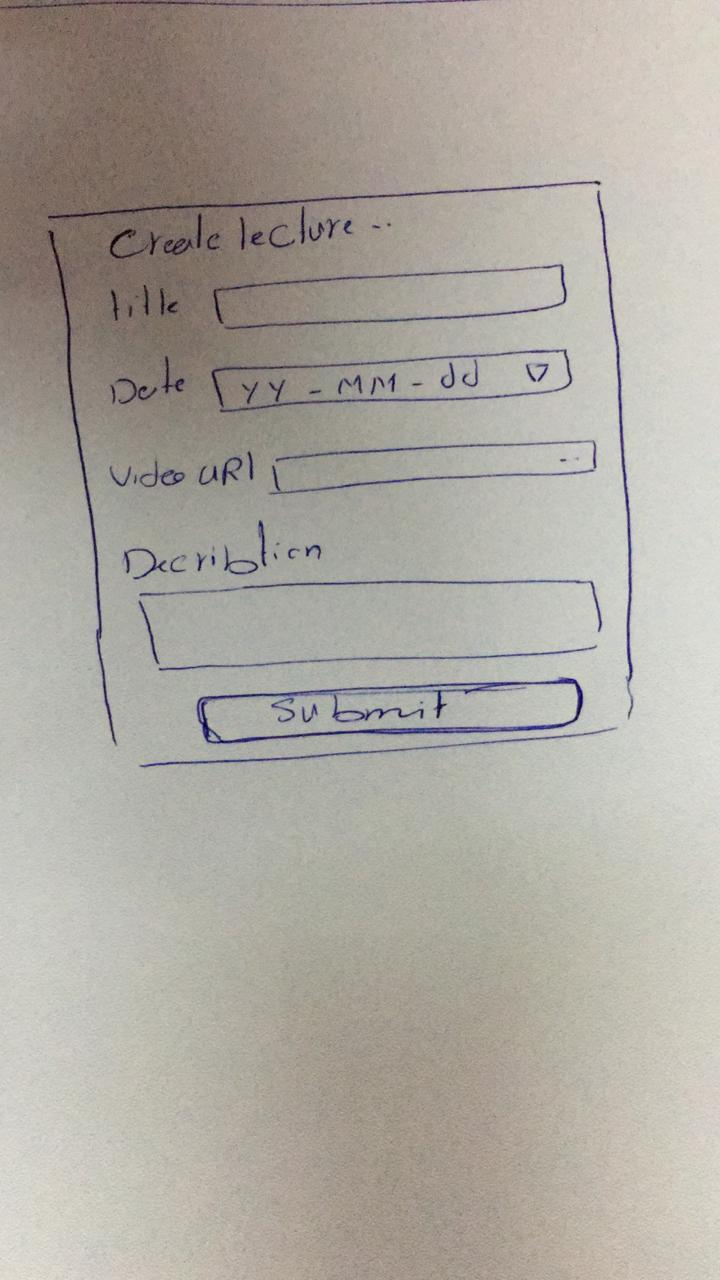 Create lecture ..
title
Date YY - MM - dd
Video URl ..
Decribtion
Submit